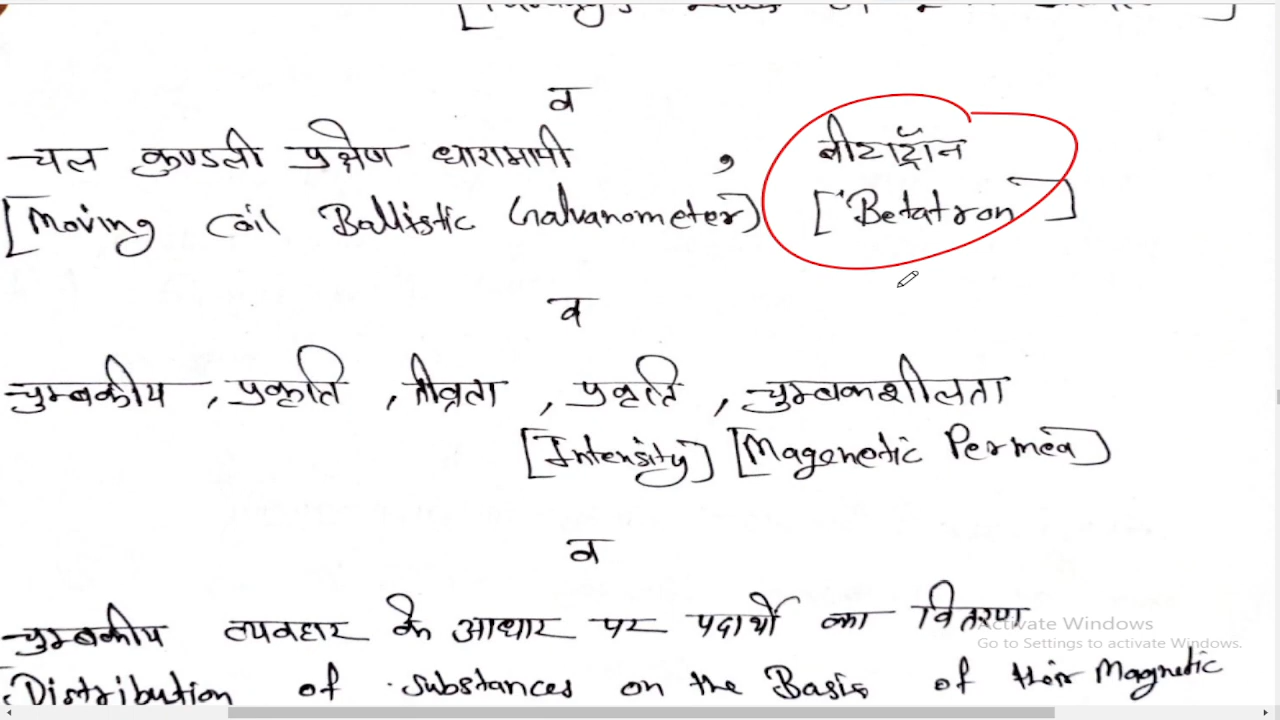 व
चल कुण्डली प्रक्षेण धारामापी , बीटाट्रॉन
[Moving Coil Ballistic Galvanometer) ["Betatron ]
व
चुम्बकीय , प्रकृति , तीव्रता , प्रवृत्ति , चुम्बकशीलता
[Intensity) [Magenetic Permea)
व
चुम्बकीय व्यवहार के आधार पर पदार्थो का वितरण
Activate Windows
Go to Settings to activate Windows.
Distribution of substances on the Basis of their Magnetic